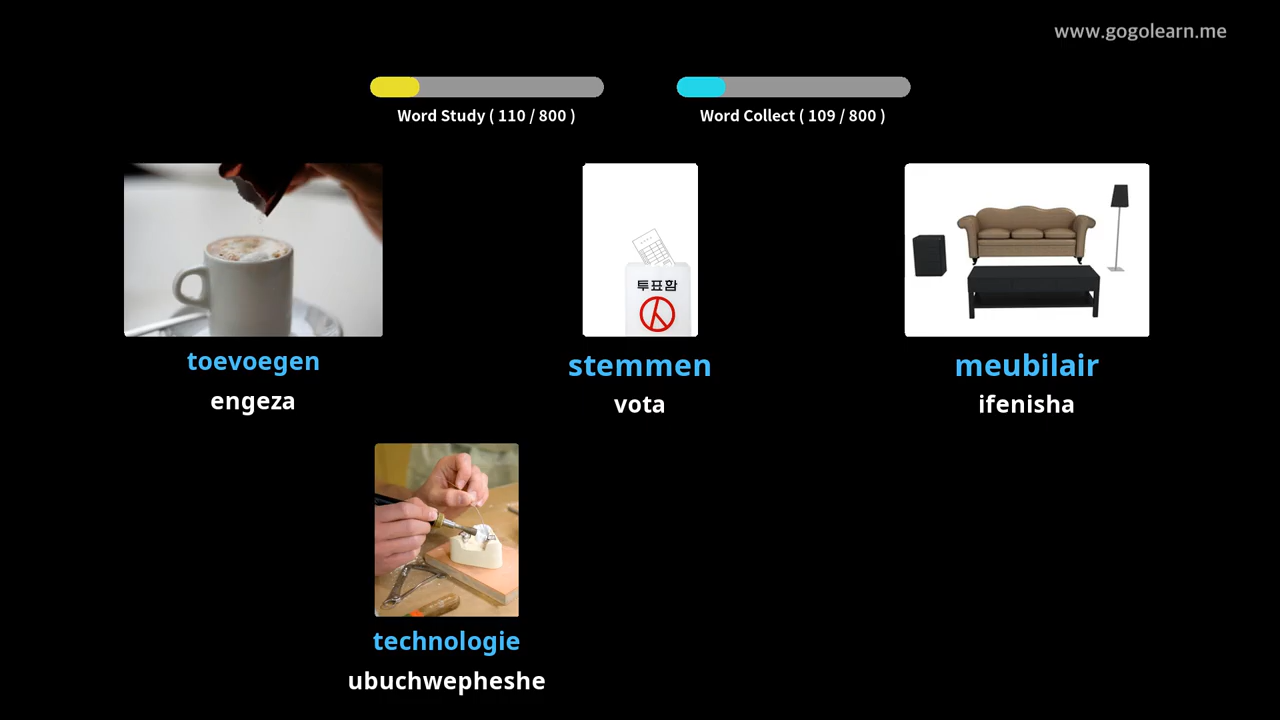 www.gogolearn.me
Word Study ( 110 / 800 )
Word Collect ( 109 / 800 )
투표함
toevoegen
engeza
stemmen
vota
meubilair
ifenisha
technologie
ubuchwepheshe